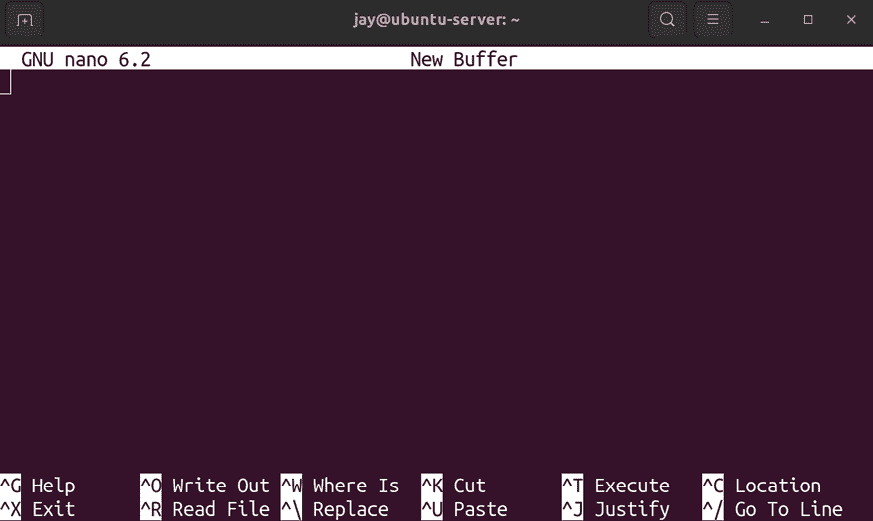 jay@ubuntu-server: ~
GNU nano 6.2 New Buffer
^G Help ^O Write Out ^W Where Is ^K Cut ^T Execute ^C Location
^X Exit ^R Read File ^\ Replace ^U Paste ^J Justify ^/ Go To Line